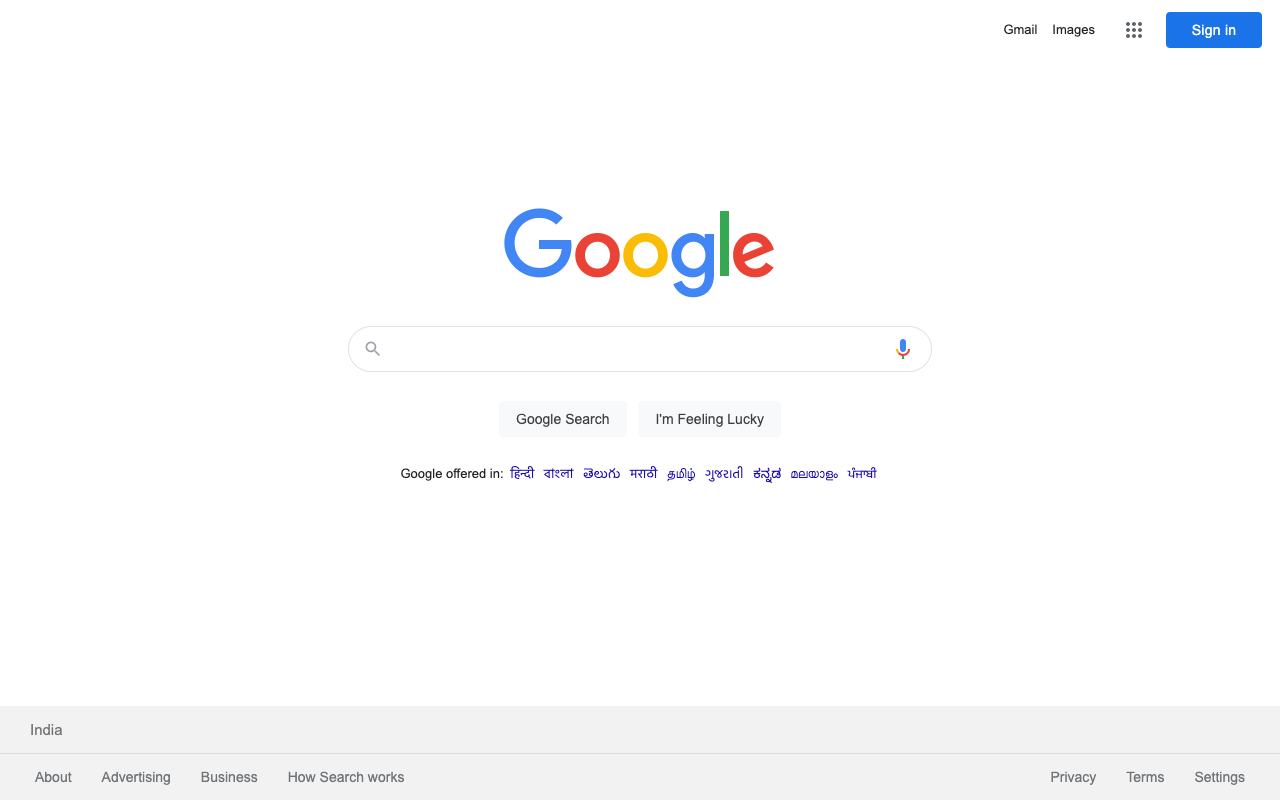 Gmail Images Sign in
Google
Google Search I'm Feeling Lucky
Google offered in: हिन्दी বাংলা తెలుగు मराठी தமிழ் ગુજરાતી ಕನ್ನಡ മലയാളം ਪੰਜਾਬੀ
India
About Advertising Business How Search works Privacy Terms Settings